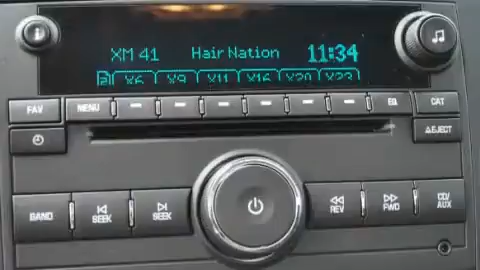 XM 41 Hair Nation 11:34
X6 X9 X11 X16 X20 X23
FAV MENU EQ CAT
EJECT
BAND SEEK SEEK REV FWD CD/AUX